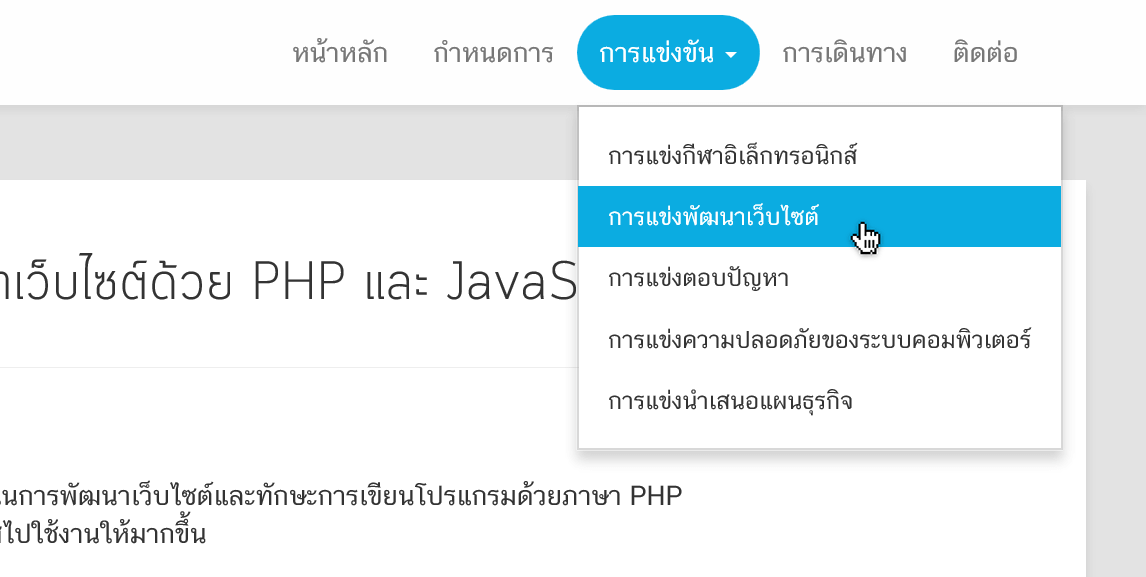 หน้าหลัก กำหนดการ การแข่งขัน การเดินทาง ติดต่อ
การแข่งกีฬาอิเล็กทรอนิกส์
การแข่งพัฒนาเว็บไซต์
การแข่งตอบปัญหา
การแข่งความปลอดภัยของระบบคอมพิวเตอร์
การแข่งนำเสนอแผนธุรกิจ
าเว็บไซต์ด้วย PHP และ JavaS
นการพัฒนาเว็บไซต์และทักษะการเขียนโปรแกรมด้วยภาษา PHP
ไปใช้งานให้มากขึ้น